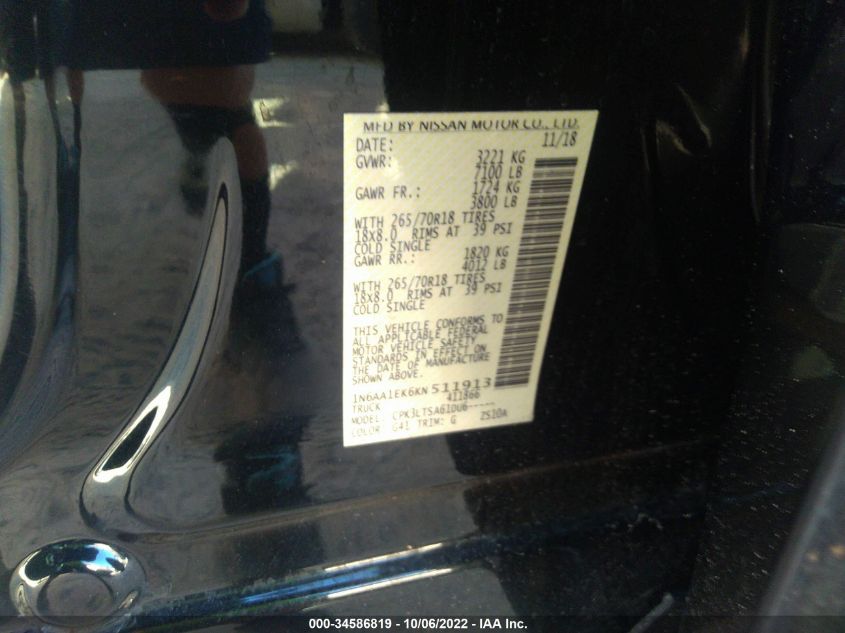 MFD BY NISSAN MOTOR CO., LTD.
DATE: 11/18
GVWR: 3221 KG
7100 LB
GAWR FR.: 1724 KG
3800 LB
WITH 265/70R18 TIRES
18X8.0 RIMS AT 39 PSI
COLD SINGLE
GAWR RR.: 1820 KG
4012 LB
WITH 265/70R18 TIRES
18X8.0 RIMS AT 39 PSI
COLD SINGLE
THIS VEHICLE CONFORMS TO
ALL APPLICABLE FEDERAL
MOTOR VEHICLE SAFETY
STANDARDS IN EFFECT ON
THE DATE OF MANUFACTURE
SHOWN ABOVE.
1N6AA1EK6KN511913
TRUCK 411866
MODEL: CPK3LTSA61DU6-----
COLOR: G41 TRIM: G ZS10A
000-34586819 - 10/06/2022 - IAA Inc.